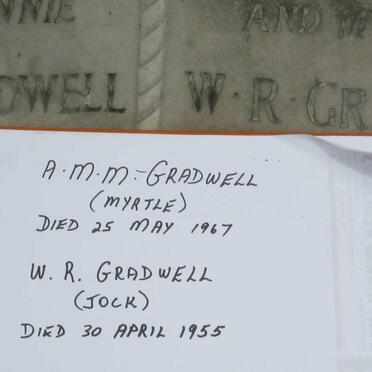 NNIE
AND M
DWELL
W. R. GR
A.M.M.-GRADWELL
(MYRTLE)
DIED 25 MAY 1967
W. R. GRADWELL
(JOCK)
DIED 30 APRIL 1955